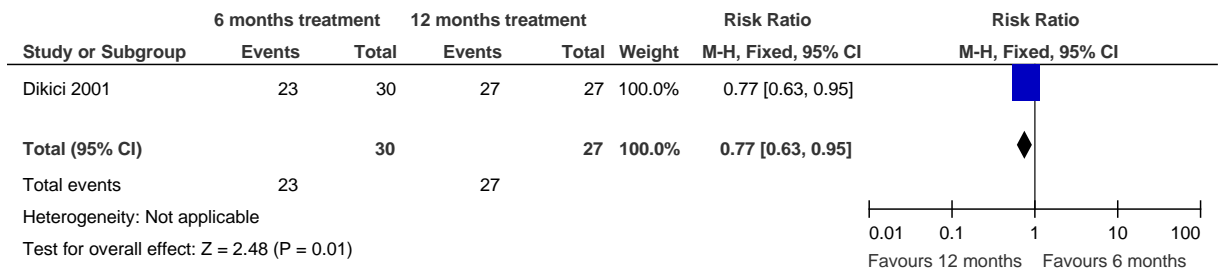 6 months treatment 12 months treatment Risk Ratio Risk Ratio
Study or Subgroup Events Total Events Total Weight M-H, Fixed, 95% CI M-H, Fixed, 95% CI
Dikici 2001 23 30 27 27 100.0% 0.77 [0.63, 0.95]
Total (95% CI) 30 27 100.0% 0.77 [0.63, 0.95]
Total events 23 27
Heterogeneity: Not applicable
Test for overall effect: Z = 2.48 (P = 0.01)
0.01 0.1 1 10 100
Favours 12 months Favours 6 months